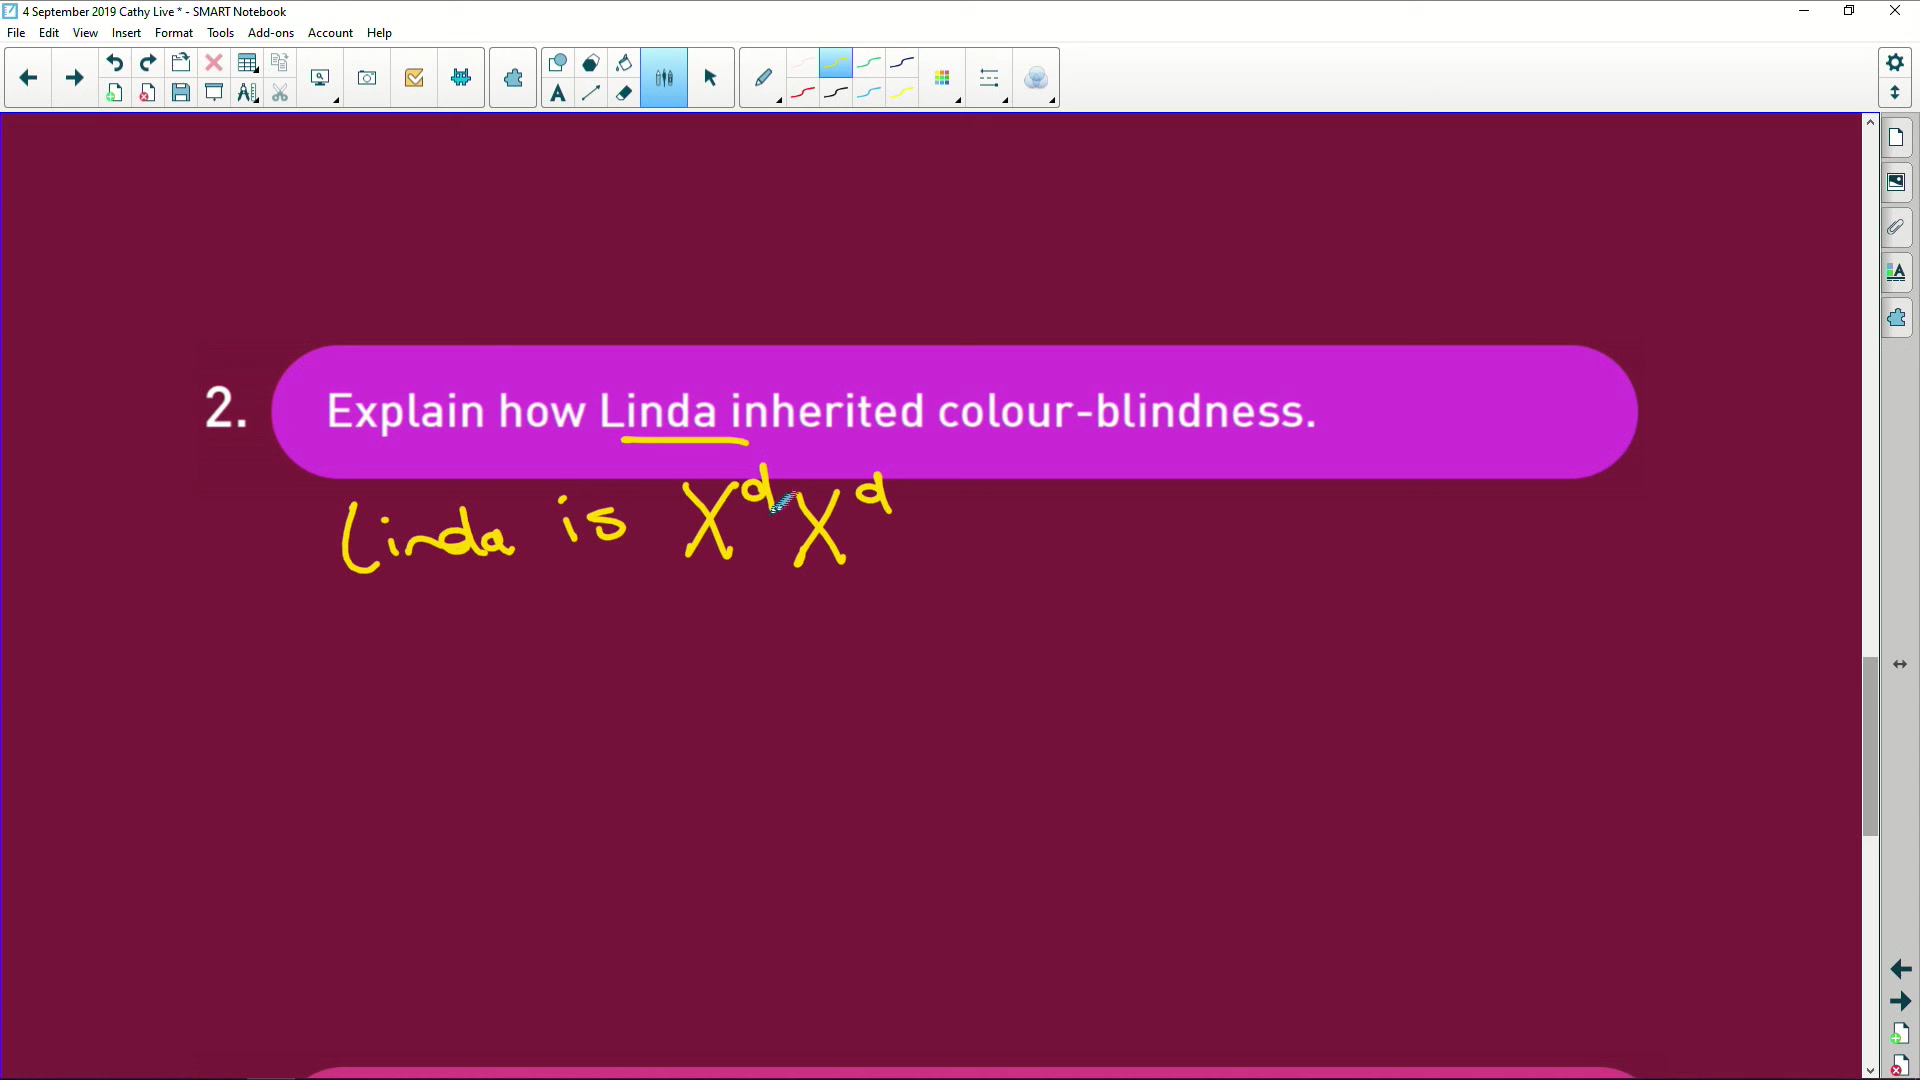 4 September 2019 Cathy Live * - SMART Notebook
File Edit View Insert Format Tools Add-ons Account Help
2. Explain how Linda inherited colour-blindness.
Linda is XᵈXᵈ